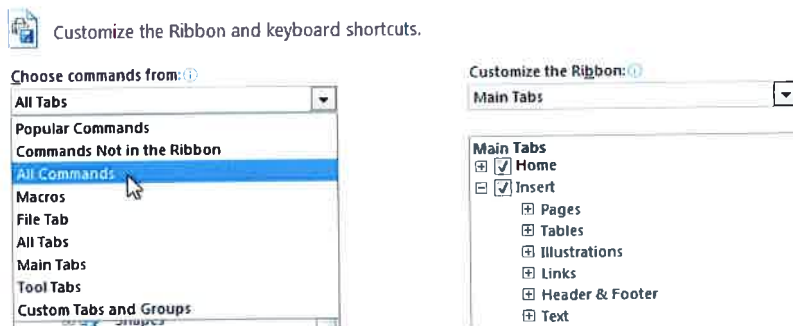 Customize the Ribbon and keyboard shortcuts.
Choose commands from:
All Tabs
Popular Commands
Commands Not in the Ribbon
All Commands
Macros
File Tab
All Tabs
Main Tabs
Tool Tabs
Custom Tabs and Groups
Shapes
Customize the Ribbon:
Main Tabs
Main Tabs
Home
Insert
Pages
Tables
Illustrations
Links
Header & Footer
Text